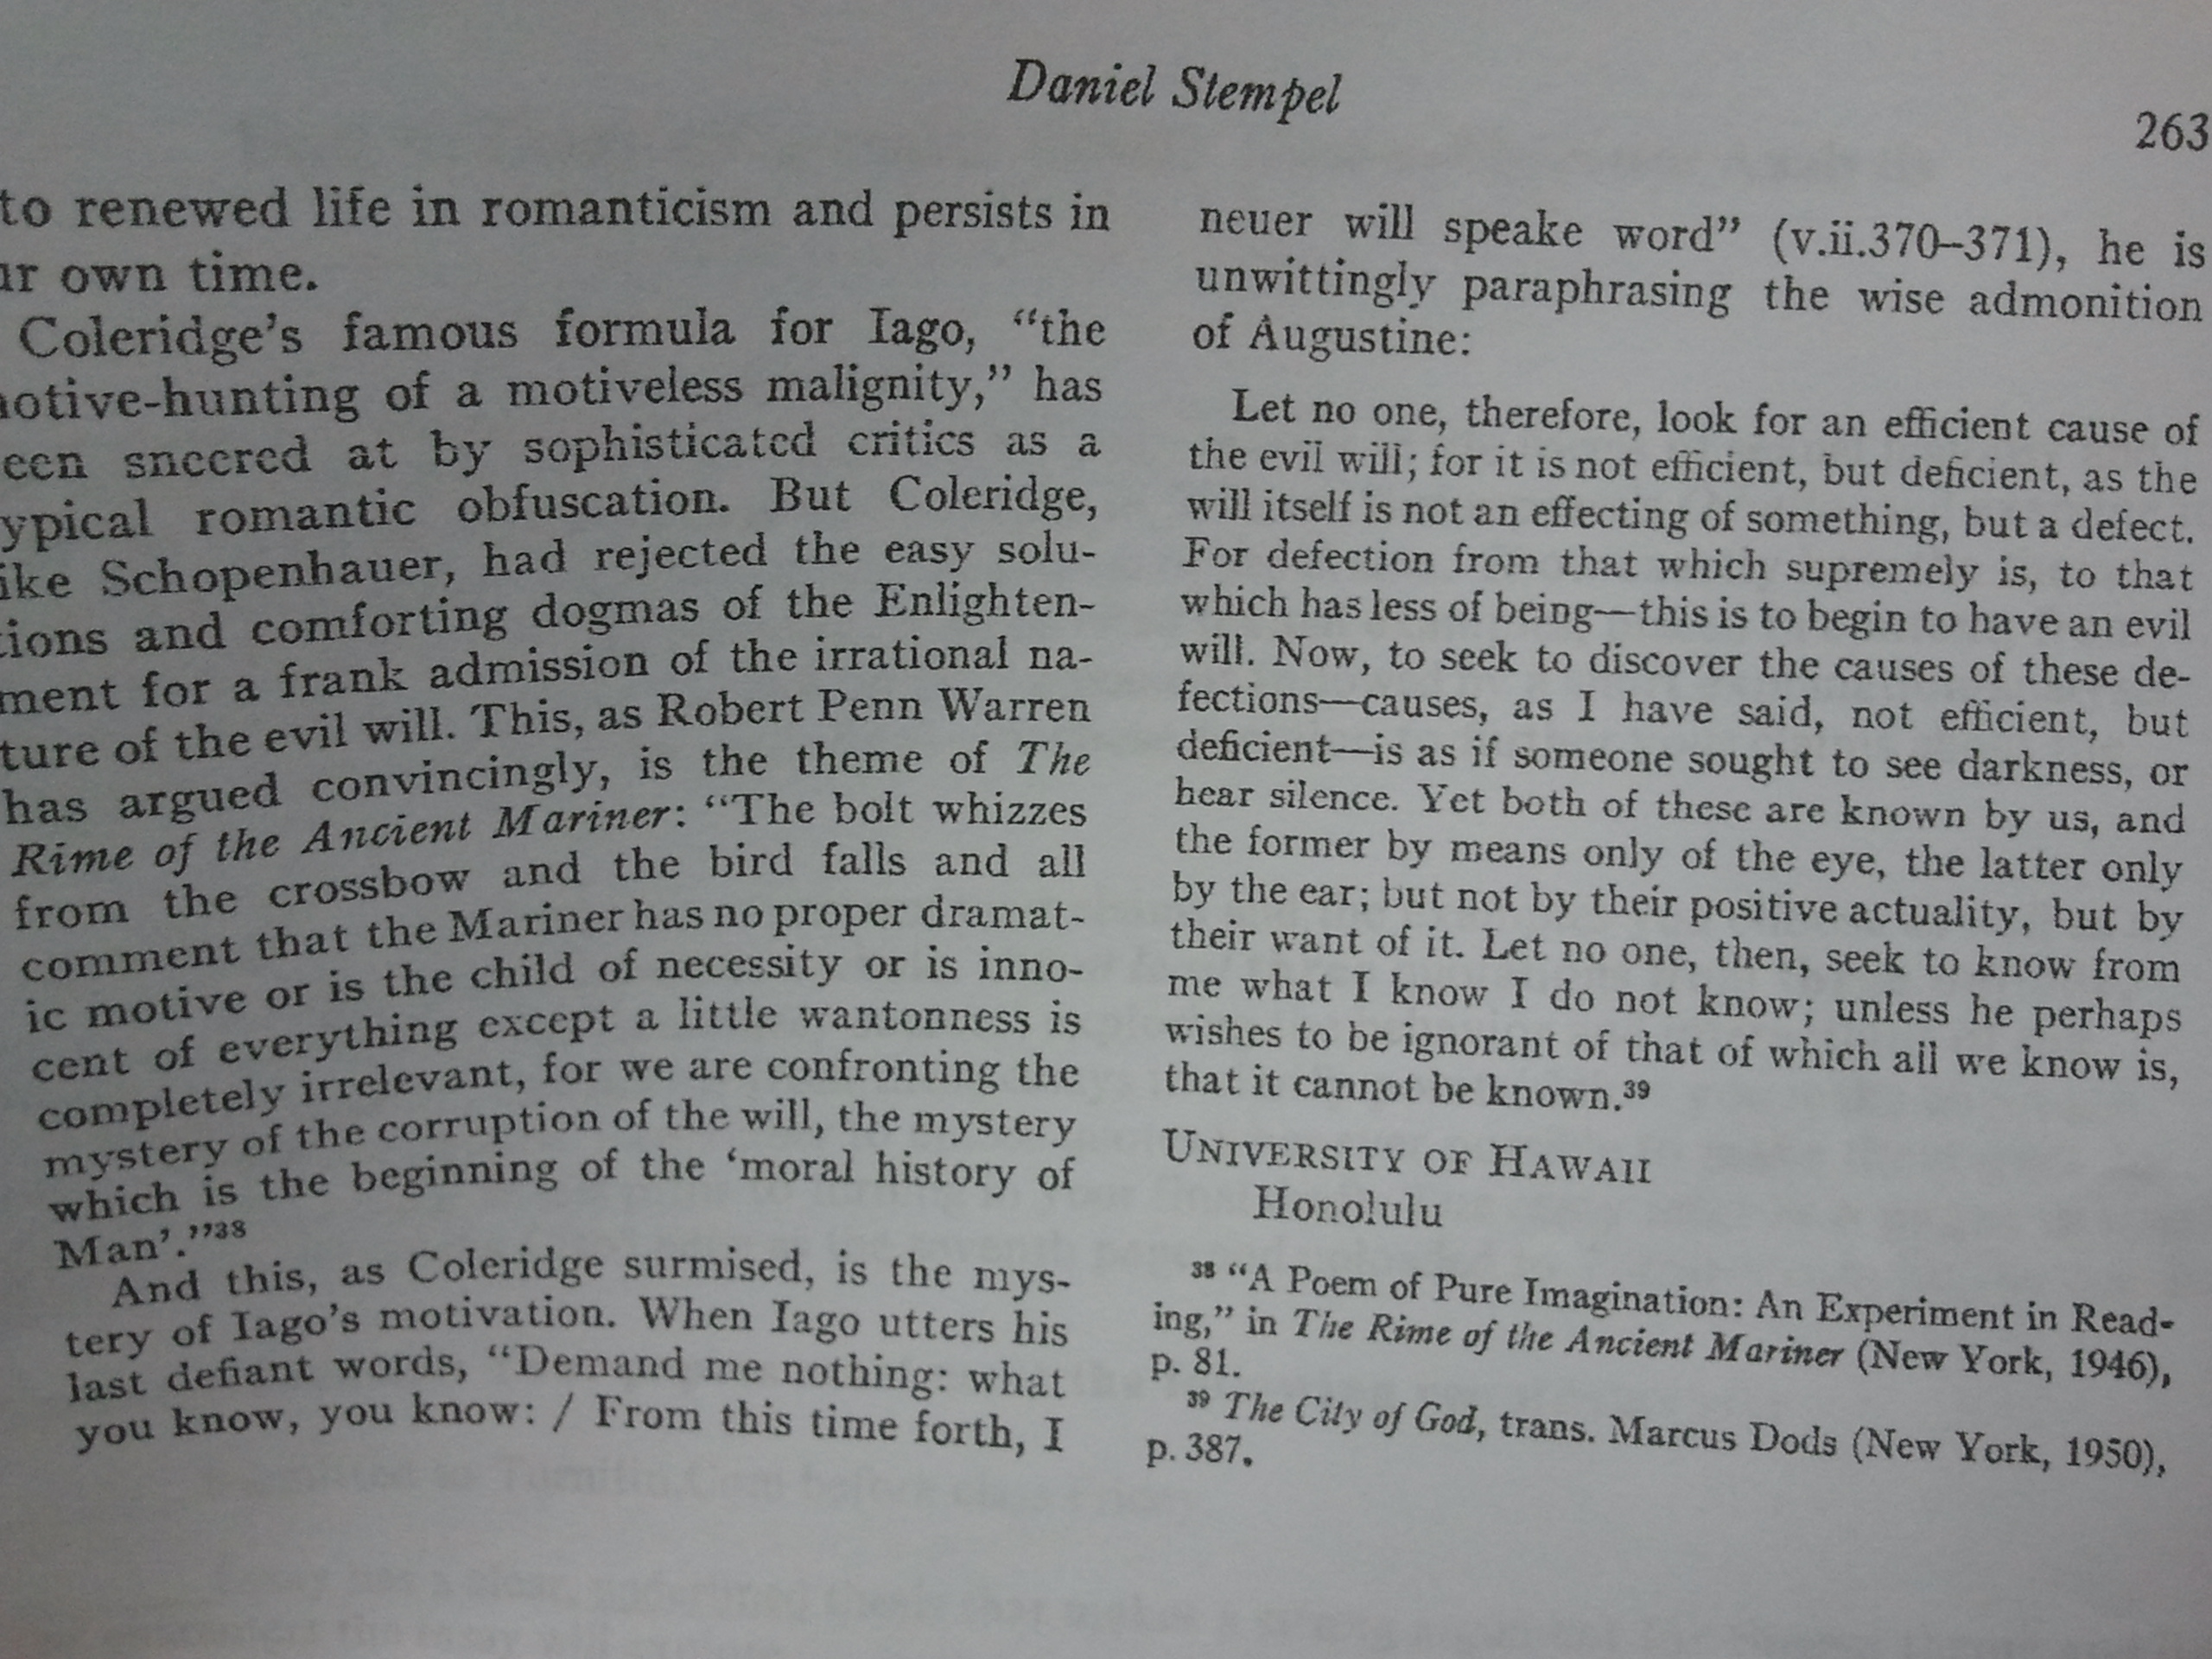 Daniel Stempel
263
to renewed life in romanticism and persists in
ur own time.
Coleridge's famous formula for Iago, "the
otive-hunting of a motiveless malignity," has
een sneered at by sophisticated critics as a
ypical romantic obfuscation. But Coleridge,
ike Schopenhauer, had rejected the easy solu-
tions and comforting dogmas of the Enlighten-
ment for a frank admission of the irrational na-
ture of the evil will. This, as Robert Penn Warren
has argued convincingly, is the theme of The
Rime of the Ancient Mariner: "The bolt whizzes
from the crossbow and the bird falls and all
comment that the Mariner has no proper dramat-
ic motive or is the child of necessity or is inno-
cent of everything except a little wantonness is
completely irrelevant, for we are confronting the
mystery of the corruption of the will, the mystery
which is the beginning of the 'moral history of
Man'."38
And this, as Coleridge surmised, is the mys-
tery of Iago's motivation. When Iago utters his
last defiant words, "Demand me nothing: what
you know, you know: / From this time forth, I
neuer will speake word" (v.ii.370–371), he is
unwittingly paraphrasing the wise admonition
of Augustine:
Let no one, therefore, look for an efficient cause of
the evil will; for it is not efficient, but deficient, as the
will itself is not an effecting of something, but a defect.
For defection from that which supremely is, to that
which has less of being—this is to begin to have an evil
will. Now, to seek to discover the causes of these de-
fections—causes, as I have said, not efficient, but
deficient—is as if someone sought to see darkness, or
hear silence. Yet both of these are known by us, and
the former by means only of the eye, the latter only
by the ear; but not by their positive actuality, but by
their want of it. Let no one, then, seek to know from
me what I know I do not know; unless he perhaps
wishes to be ignorant of that of which all we know is,
that it cannot be known.39
UNIVERSITY OF HAWAII
Honolulu
38 "A Poem of Pure Imagination: An Experiment in Read-
ing," in The Rime of the Ancient Mariner (New York, 1946),
p. 81.
39 The City of God, trans. Marcus Dods (New York, 1950),
p. 387.